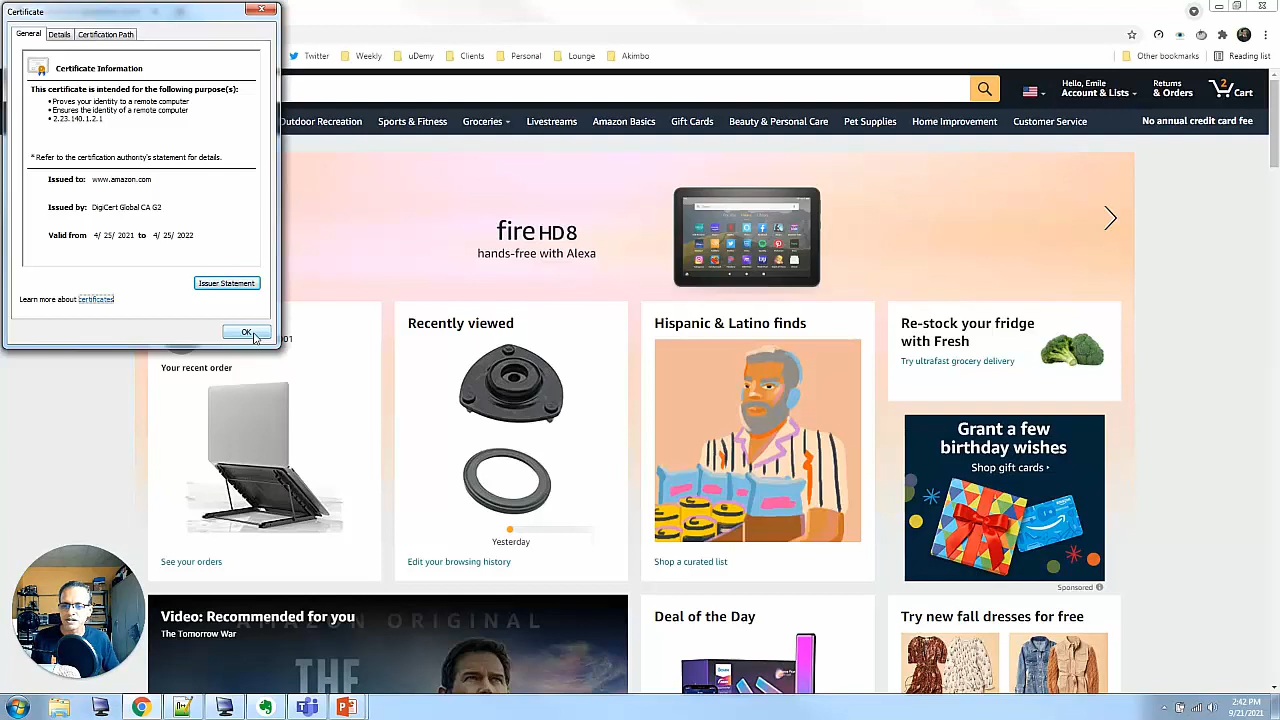 Certificate
General
Details
Certification Path
Certificate Information
This certificate is intended for the following purpose(s):
• Proves your identity to a remote computer
• Ensures the identity of a remote computer
• 2.23.140.1.2.1
* Refer to the certification authority's statement for details.
Issued to: www.amazon.com
Issued by: DigiCert Global CA G2
Valid from 4/ 25/ 2021 to 4/ 25/ 2022
Issuer Statement
Learn more about certificates
OK
Twitter
Weekly
uDemy
Clients
Personal
Lounge
Akimbo
Other bookmarks
Reading list
Hello, Emile
Account & Lists
Returns
& Orders
2
Cart
Outdoor Recreation
Sports & Fitness
Groceries
Livestreams
Amazon Basics
Gift Cards
Beauty & Personal Care
Pet Supplies
Home Improvement
Customer Service
No annual credit card fee
fire HD8
hands-free with Alexa
Your recent order
See your orders
Recently viewed
Yesterday
Edit your browsing history
Hispanic & Latino finds
Shop a curated list
Re-stock your fridge
with Fresh
Try ultrafast grocery delivery
Grant a few
birthday wishes
Shop gift cards
Sponsored
Video: Recommended for you
The Tomorrow War
AMAZON ORIGINAL
THE
Deal of the Day
Try new fall dresses for free
2:42 PM
9/21/2021